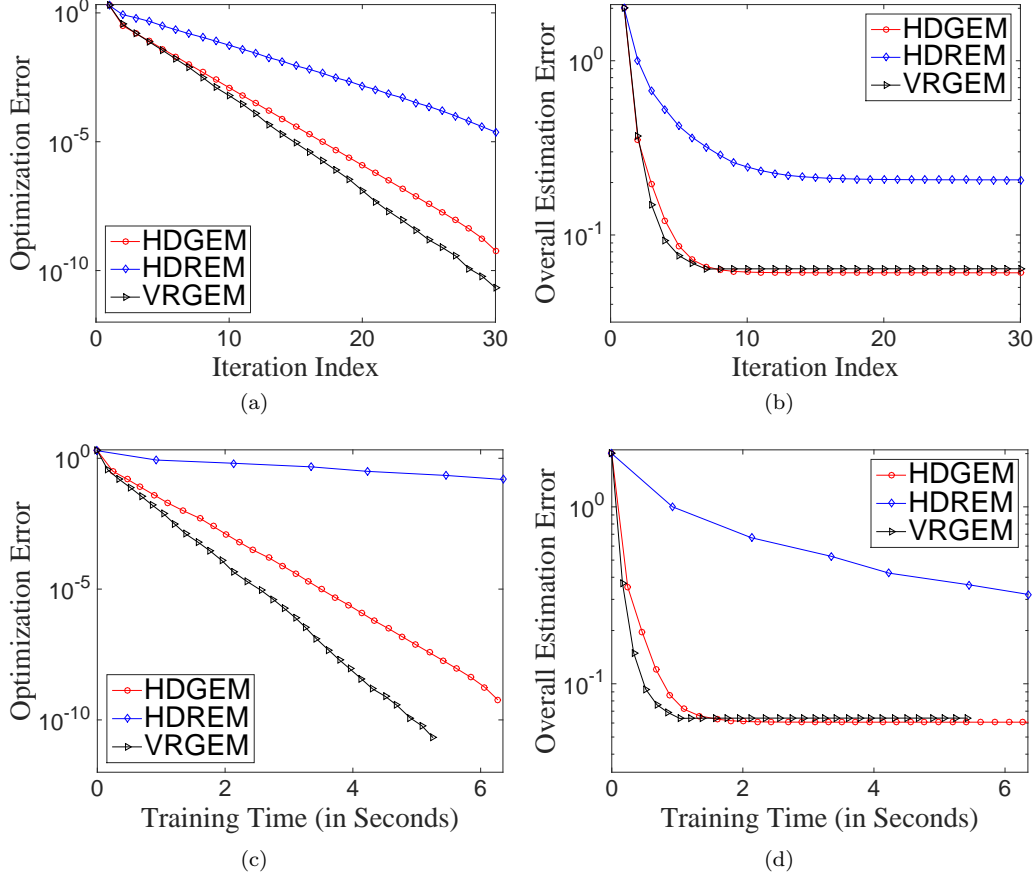 10^0
10^-5
10^-10
Optimization Error
HDGEM
HDREM
VRGEM
0 10 20 30
Iteration Index
(a)
10^0
10^-1
Overall Estimation Error
HDGEM
HDREM
VRGEM
0 10 20 30
Iteration Index
(b)
10^0
10^-5
10^-10
Optimization Error
HDGEM
HDREM
VRGEM
0 2 4 6
Training Time (in Seconds)
(c)
10^0
10^-1
Overall Estimation Error
HDGEM
HDREM
VRGEM
0 2 4 6
Training Time (in Seconds)
(d)